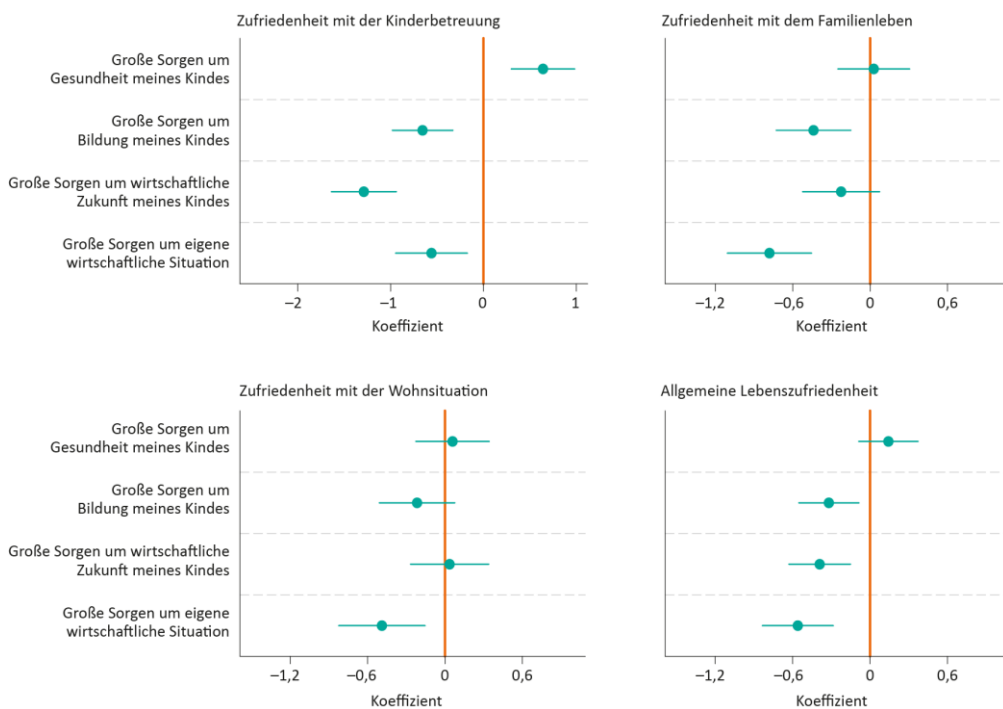 Zufriedenheit mit der Kinderbetreuung
Große Sorgen um
Gesundheit meines Kindes
Große Sorgen um
Bildung meines Kindes
Große Sorgen um wirtschaftliche
Zukunft meines Kindes
Große Sorgen um eigene
wirtschaftliche Situation
–2 –1 0 1
Koeffizient
Zufriedenheit mit dem Familienleben
–1,2 –0,6 0 0,6
Koeffizient
Zufriedenheit mit der Wohnsituation
Große Sorgen um
Gesundheit meines Kindes
Große Sorgen um
Bildung meines Kindes
Große Sorgen um wirtschaftliche
Zukunft meines Kindes
Große Sorgen um eigene
wirtschaftliche Situation
–1,2 –0,6 0 0,6
Koeffizient
Allgemeine Lebenszufriedenheit
–1,2 –0,6 0 0,6
Koeffizient